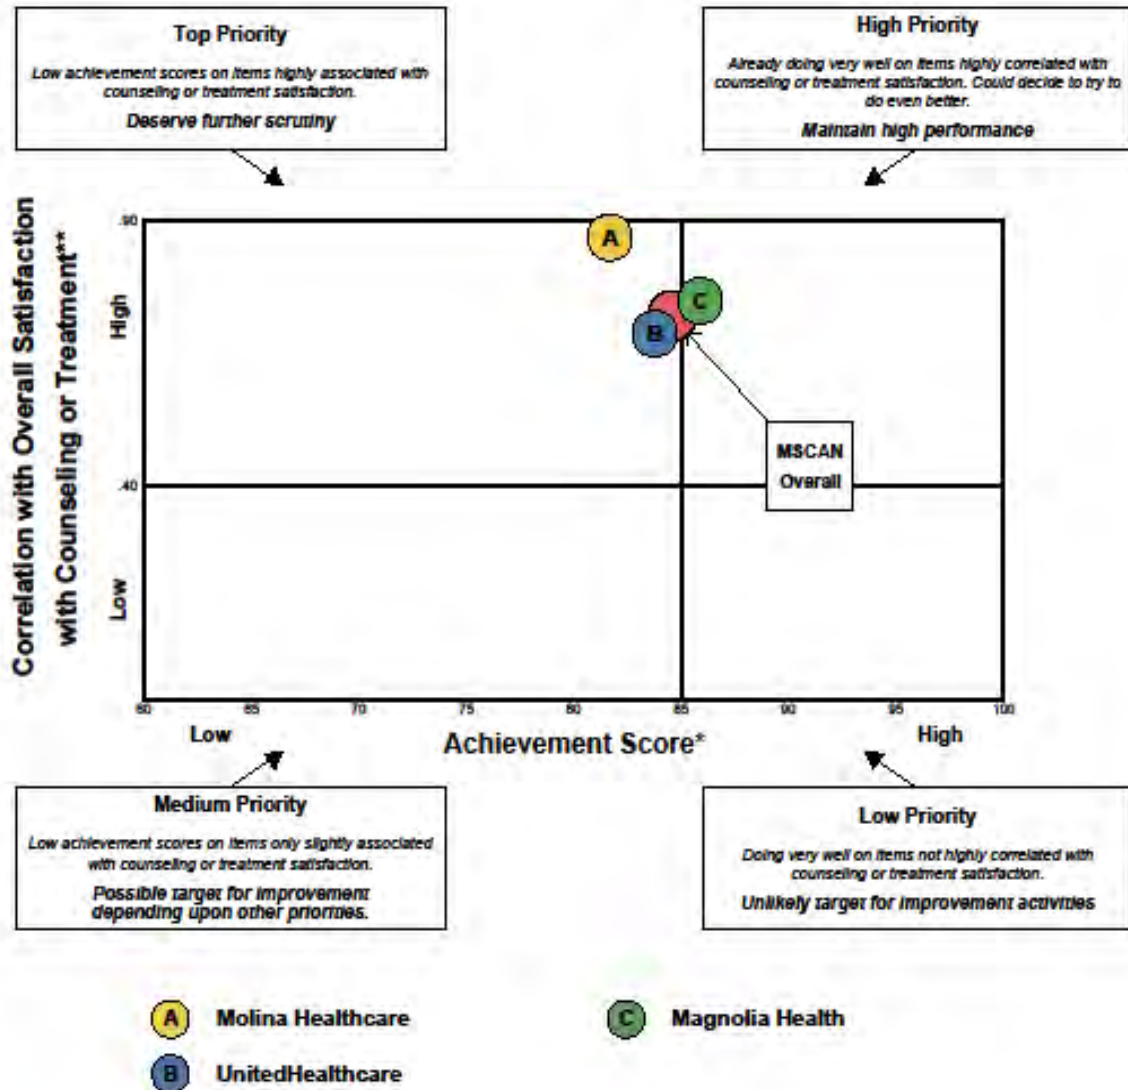 Top Priority
Low achievement scores on items highly associated with
counseling or treatment satisfaction.
Deserve further scrutiny
High Priority
Already doing very well on items highly correlated with
counseling or treatment satisfaction. Could decide to try to
do even better.
Maintain high performance
Correlation with Overall Satisfaction
with Counseling or Treatment**
High
Low
.90
.40
A
C
B
MSCAN
Overall
60
65
70
75
80
85
90
95
100
Low
Achievement Score*
High
Medium Priority
Low achievement scores on items only slightly associated
with counseling or treatment satisfaction.
Possible target for improvement
depending upon other priorities.
Low Priority
Doing very well on items not highly correlated with
counseling or treatment satisfaction.
Unlikely target for improvement activities
A Molina Healthcare
C Magnolia Health
B UnitedHealthcare